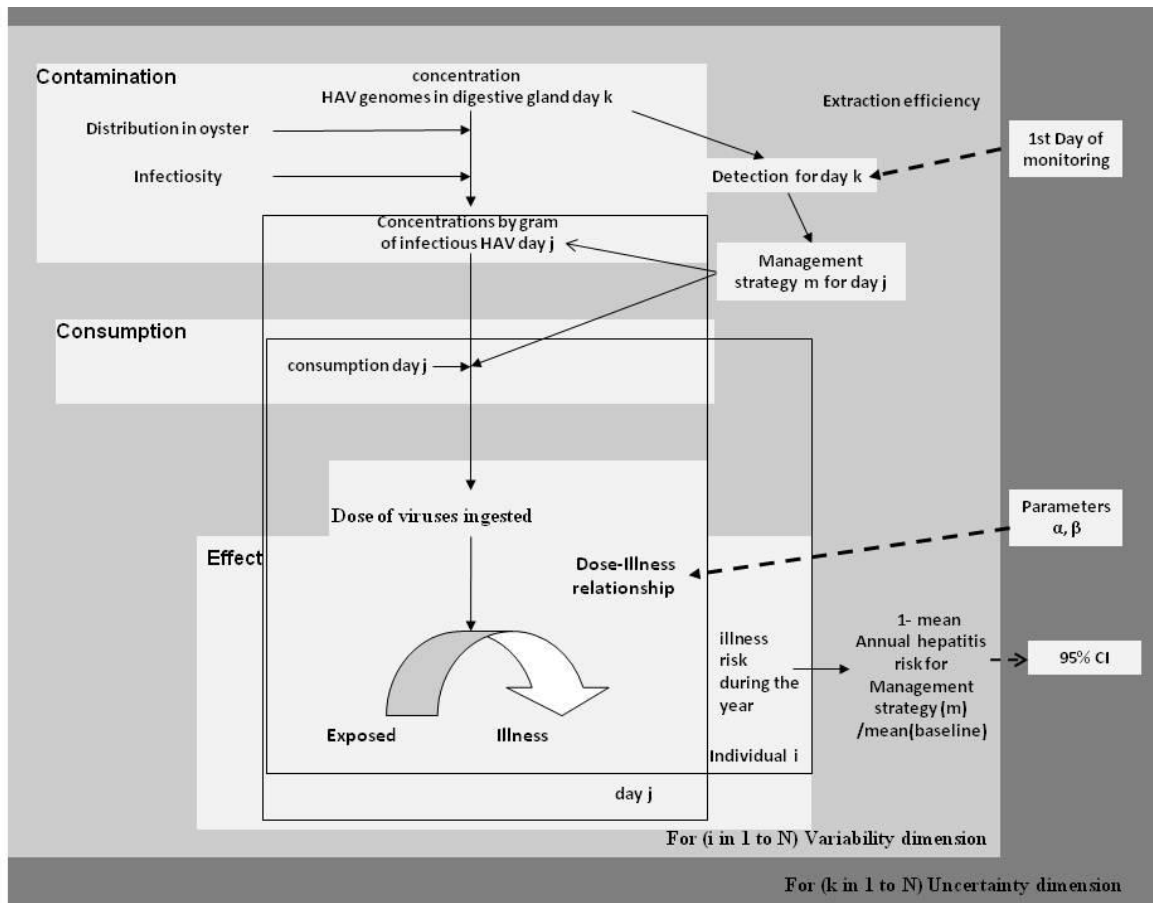 Contamination
concentration
HAV genomes in digestive gland day k
Extraction efficiency
Distribution in oyster
1st Day of
monitoring
Infectiosity
Detection for day k
Concentrations by gram
of infectious HAV day j
Management
strategy m for day j
Consumption
consumption day j
Dose of viruses ingested
Parameters
α, β
Effect
Dose-Illness
relationship
illness
risk
during the
year
1- mean
Annual hepatitis
risk for
Management
strategy (m)
/mean(baseline)
95% CI
Exposed
Illness
Individual i
day j
For (i in 1 to N) Variability dimension
For (k in 1 to N) Uncertainty dimension